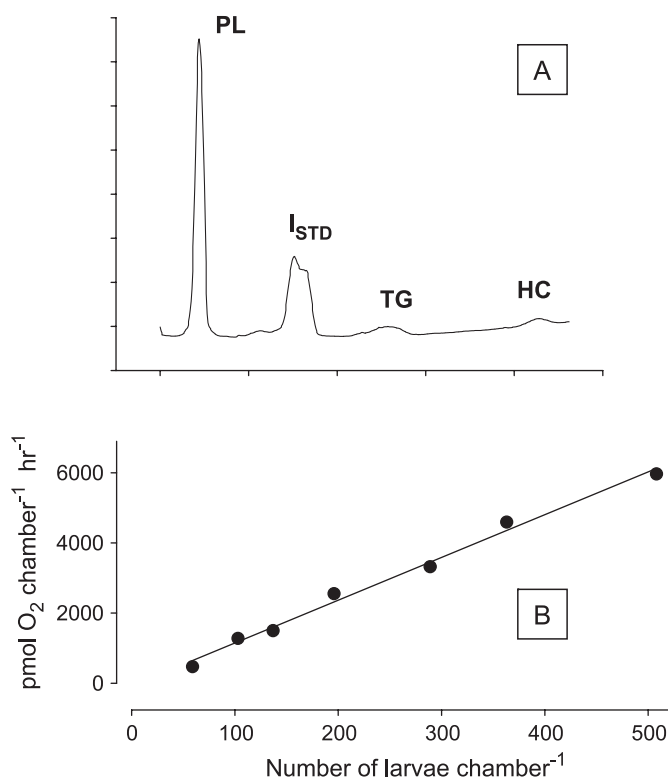 PL
A
I_STD
TG
HC
pmol O₂ chamber⁻¹ hr⁻¹
6000
4000
2000
0
B
0 100 200 300 400 500
Number of larvae chamber⁻¹